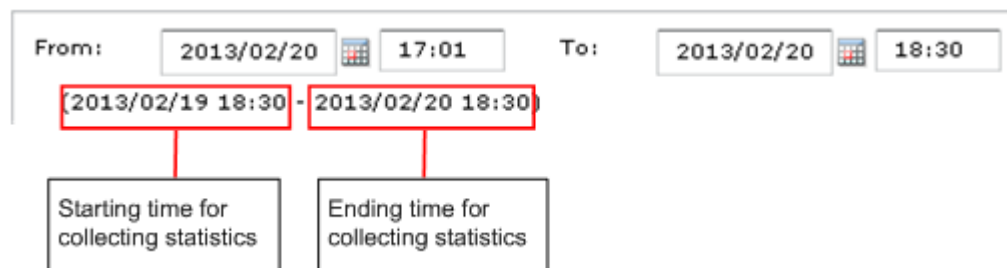 From: 2013/02/20 17:01 To: 2013/02/20 18:30
(2013/02/19 18:30 - 2013/02/20 18:30)
Starting time for
collecting statistics
Ending time for
collecting statistics